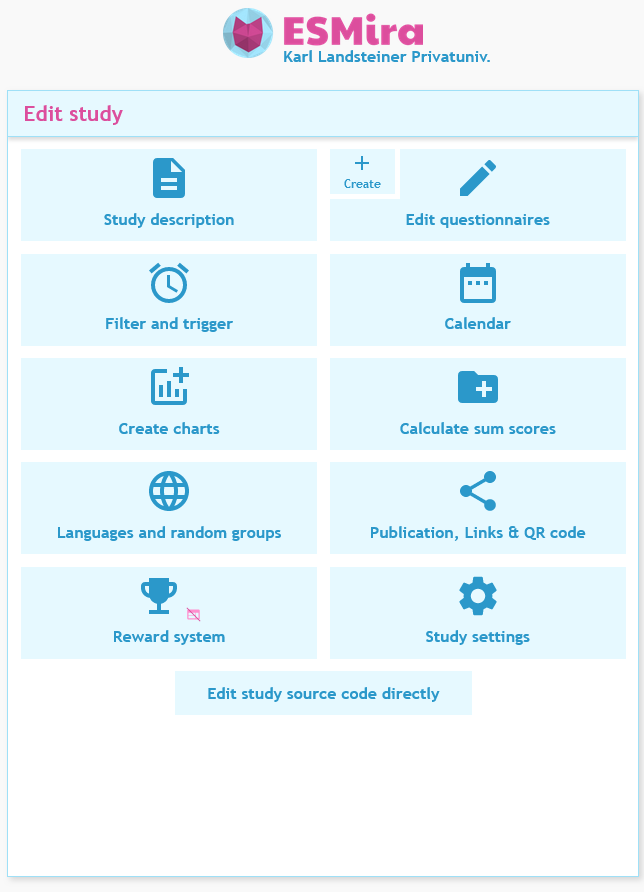 ESMira
Karl Landsteiner Privatuniv.
Edit study
Study description
Create
Edit questionnaires
Filter and trigger
Calendar
Create charts
Calculate sum scores
Languages and random groups
Publication, Links & QR code
Reward system
Study settings
Edit study source code directly